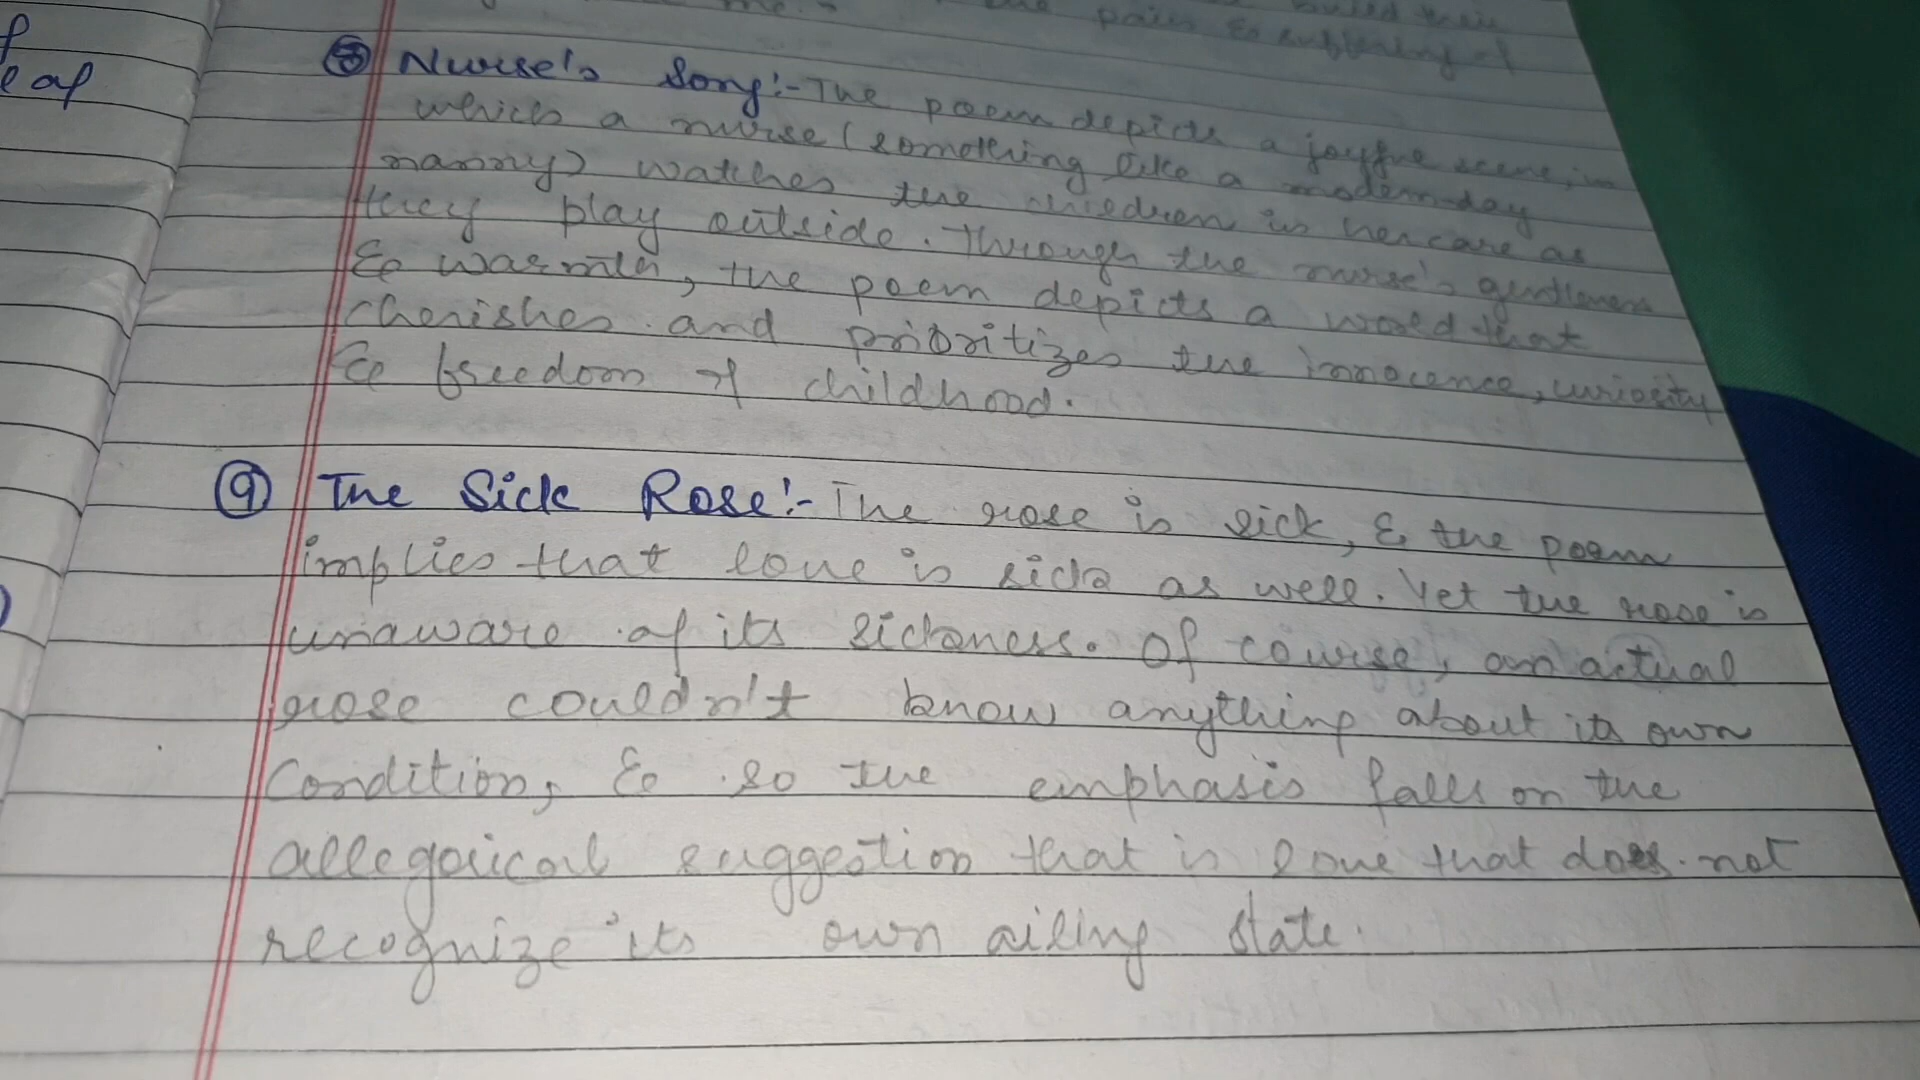 f
eaf
pain & suffering of
⑧ Nurse's Song:- The poem depicts a joyful scene, in
which a nurse (something like a modern-day
nanny) watches the children in her care as
they play outside. Through the nurse's gentleness
& warmth, the poem depicts a world that
cherishes and prioritizes the innocence, curiosity
& freedom of childhood.
⑨ The Sick Rose:- The rose is sick, & the poem
implies that love is sick as well. Yet the rose is
unaware of its sickness. Of course, an actual
rose couldn't know anything about its own
Condition, & so the emphasis falls on the
allegorical suggestion that is love that does not
recognize its own ailing state.